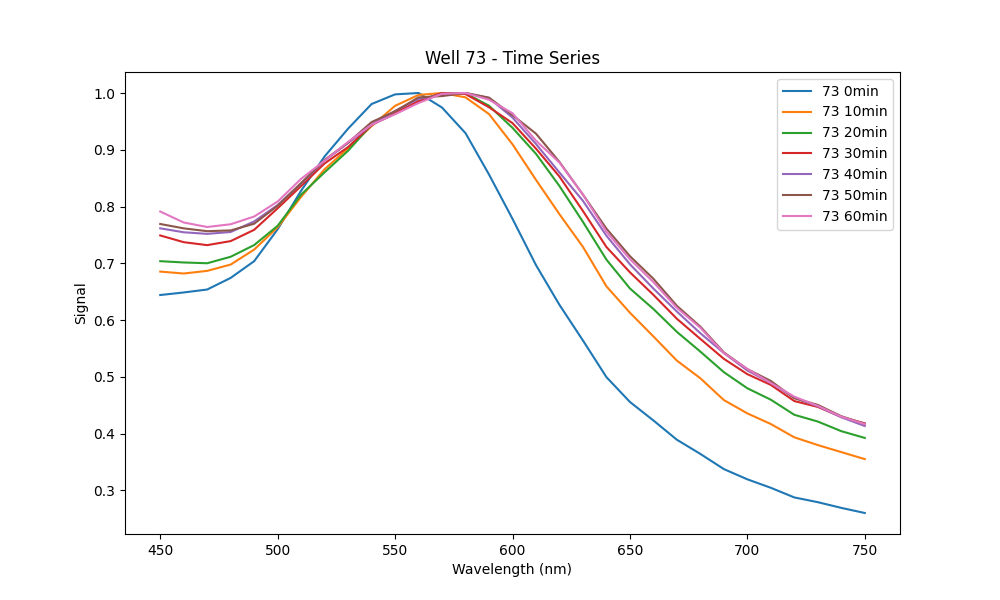 Well 73 - Time Series
73 0min
73 10min
73 20min
73 30min
73 40min
73 50min
73 60min
1.0
0.9
0.8
0.7
0.6
0.5
0.4
0.3
Signal
450 500 550 600 650 700 750
Wavelength (nm)